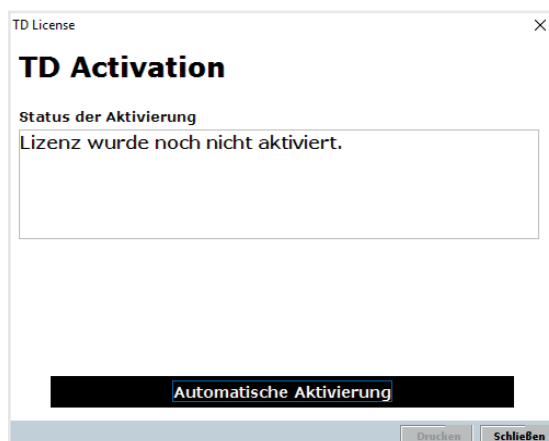 TD License
TD Activation
Status der Aktivierung
Lizenz wurde noch nicht aktiviert.
Automatische Aktivierung
Drucken Schließen